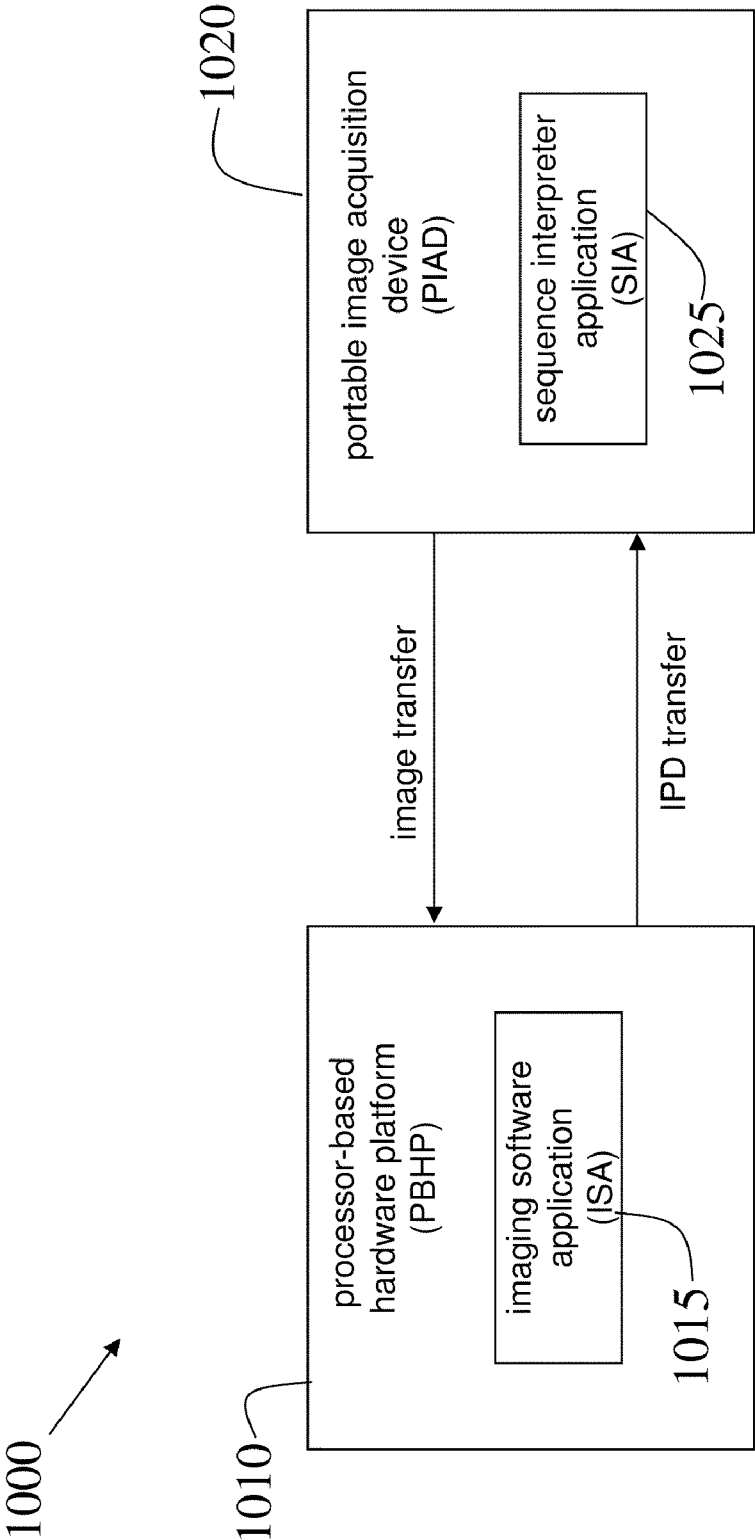 1000
1010
processor-based
hardware platform
(PBHP)
imaging software
application
(ISA)
1015
image transfer
IPD transfer
1020
portable image acquisition
device
(PIAD)
sequence interpreter
application
(SIA)
1025